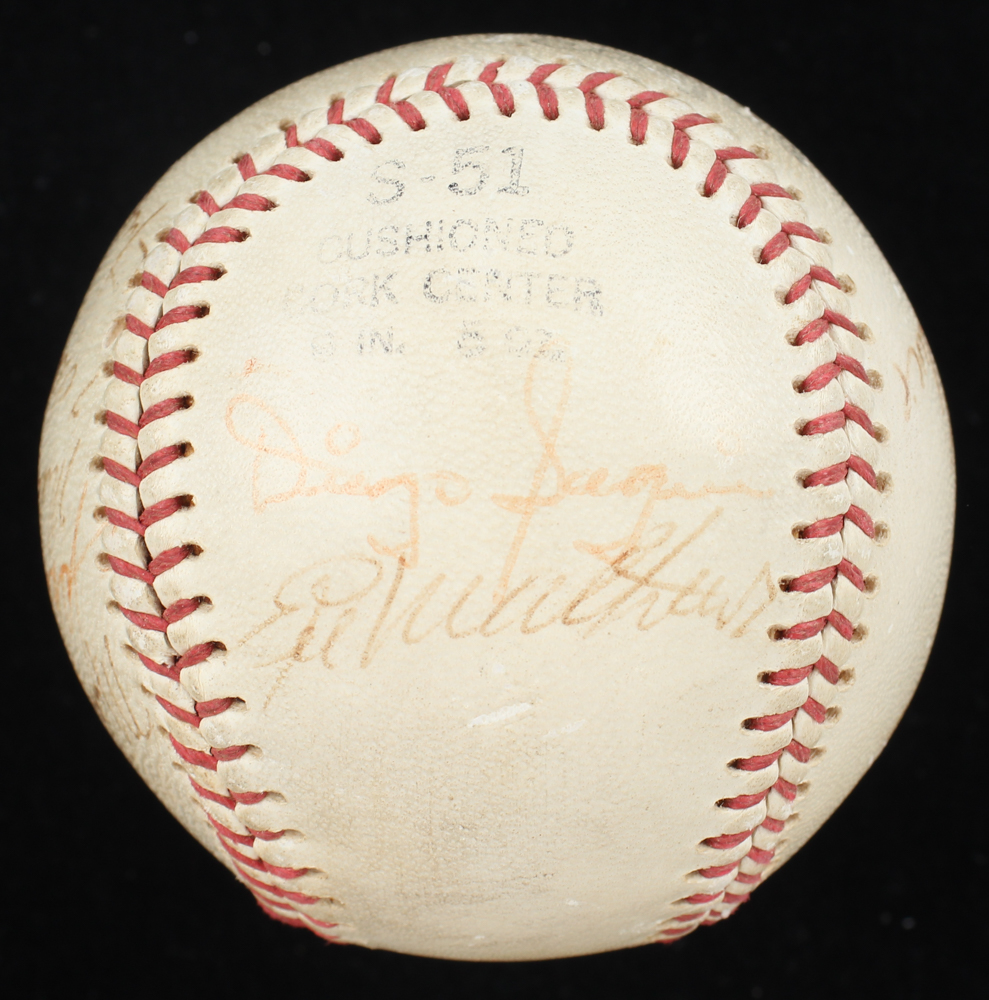 S-51
CUSHIONED
CORK CENTER
9 IN. 5 OZ.
Diego Segui
Ed Mathews